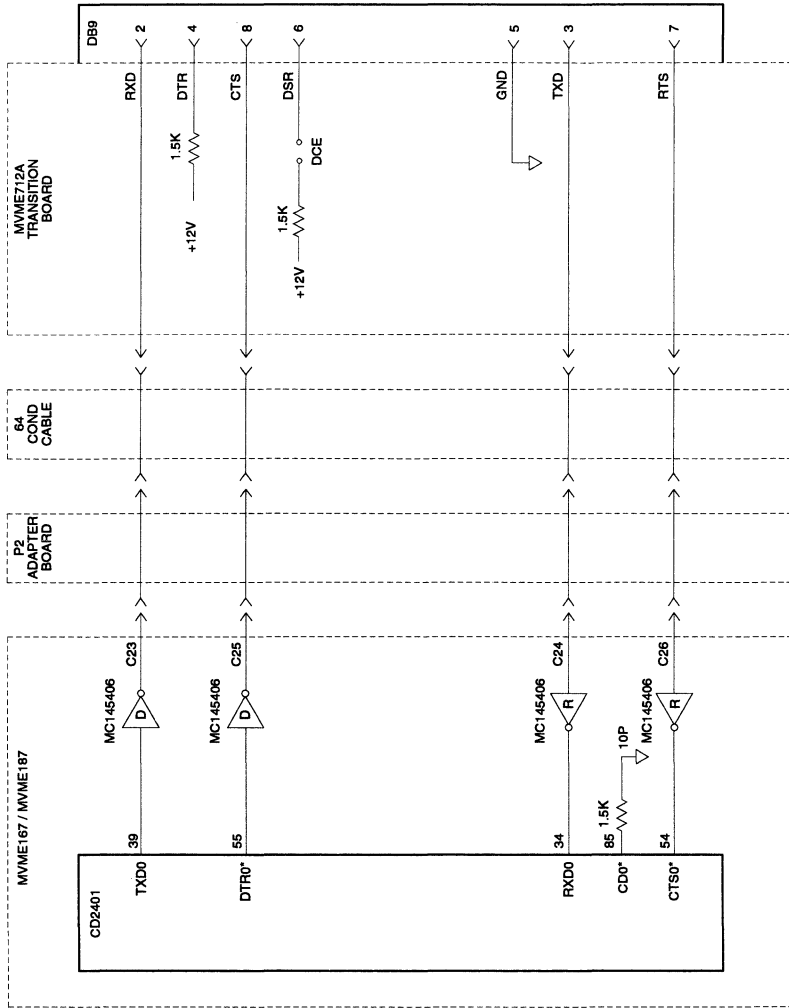 MVME167 / MVME187
P2
ADAPTER
BOARD
64
COND
CABLE
MVME712A
TRANSITION
BOARD
DB9
CD2401
TXD0
39
MC145406
D
C23
RXD
2
+12V
1.5K
DTR
4
DTR0*
55
MC145406
D
C25
CTS
8
+12V
1.5K
DCE
DSR
6
GND
5
RXD0
34
MC145406
R
C24
TXD
3
CD0*
85
1.5K
10P
CTS0*
54
MC145406
R
C26
RTS
7